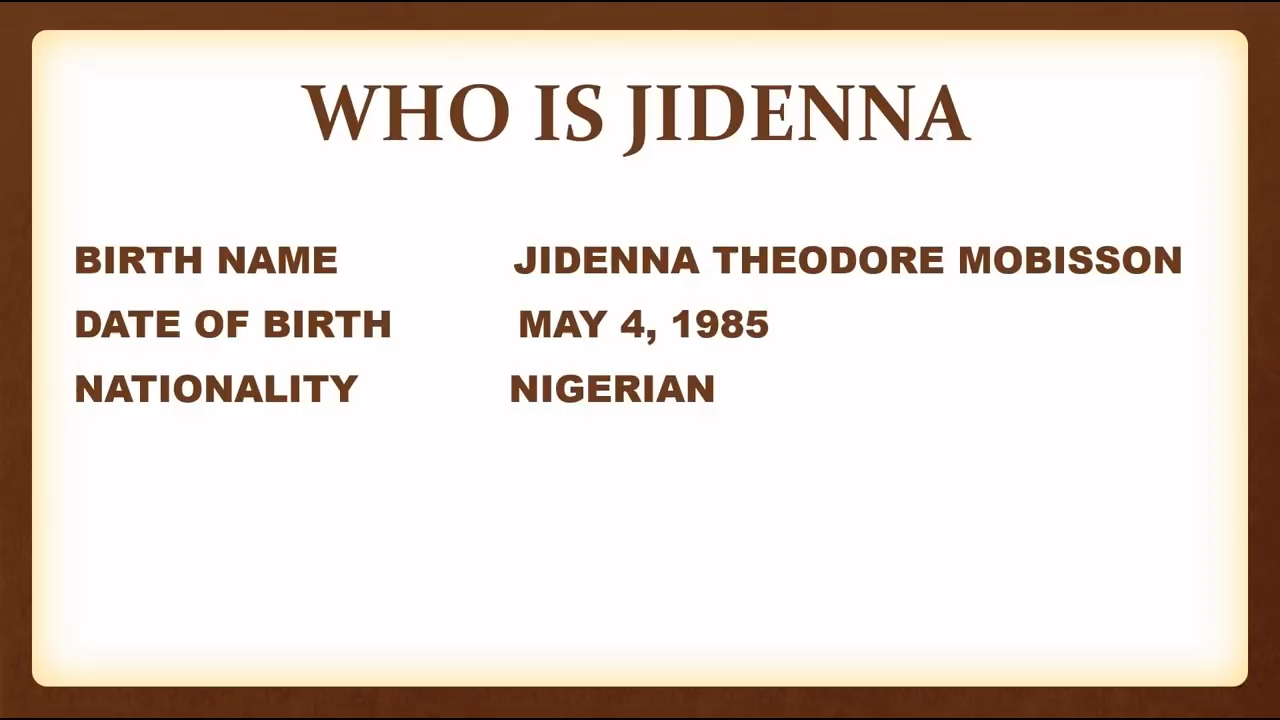 WHO IS JIDENNA
BIRTH NAME JIDENNA THEODORE MOBISSON
DATE OF BIRTH MAY 4, 1985
NATIONALITY NIGERIAN